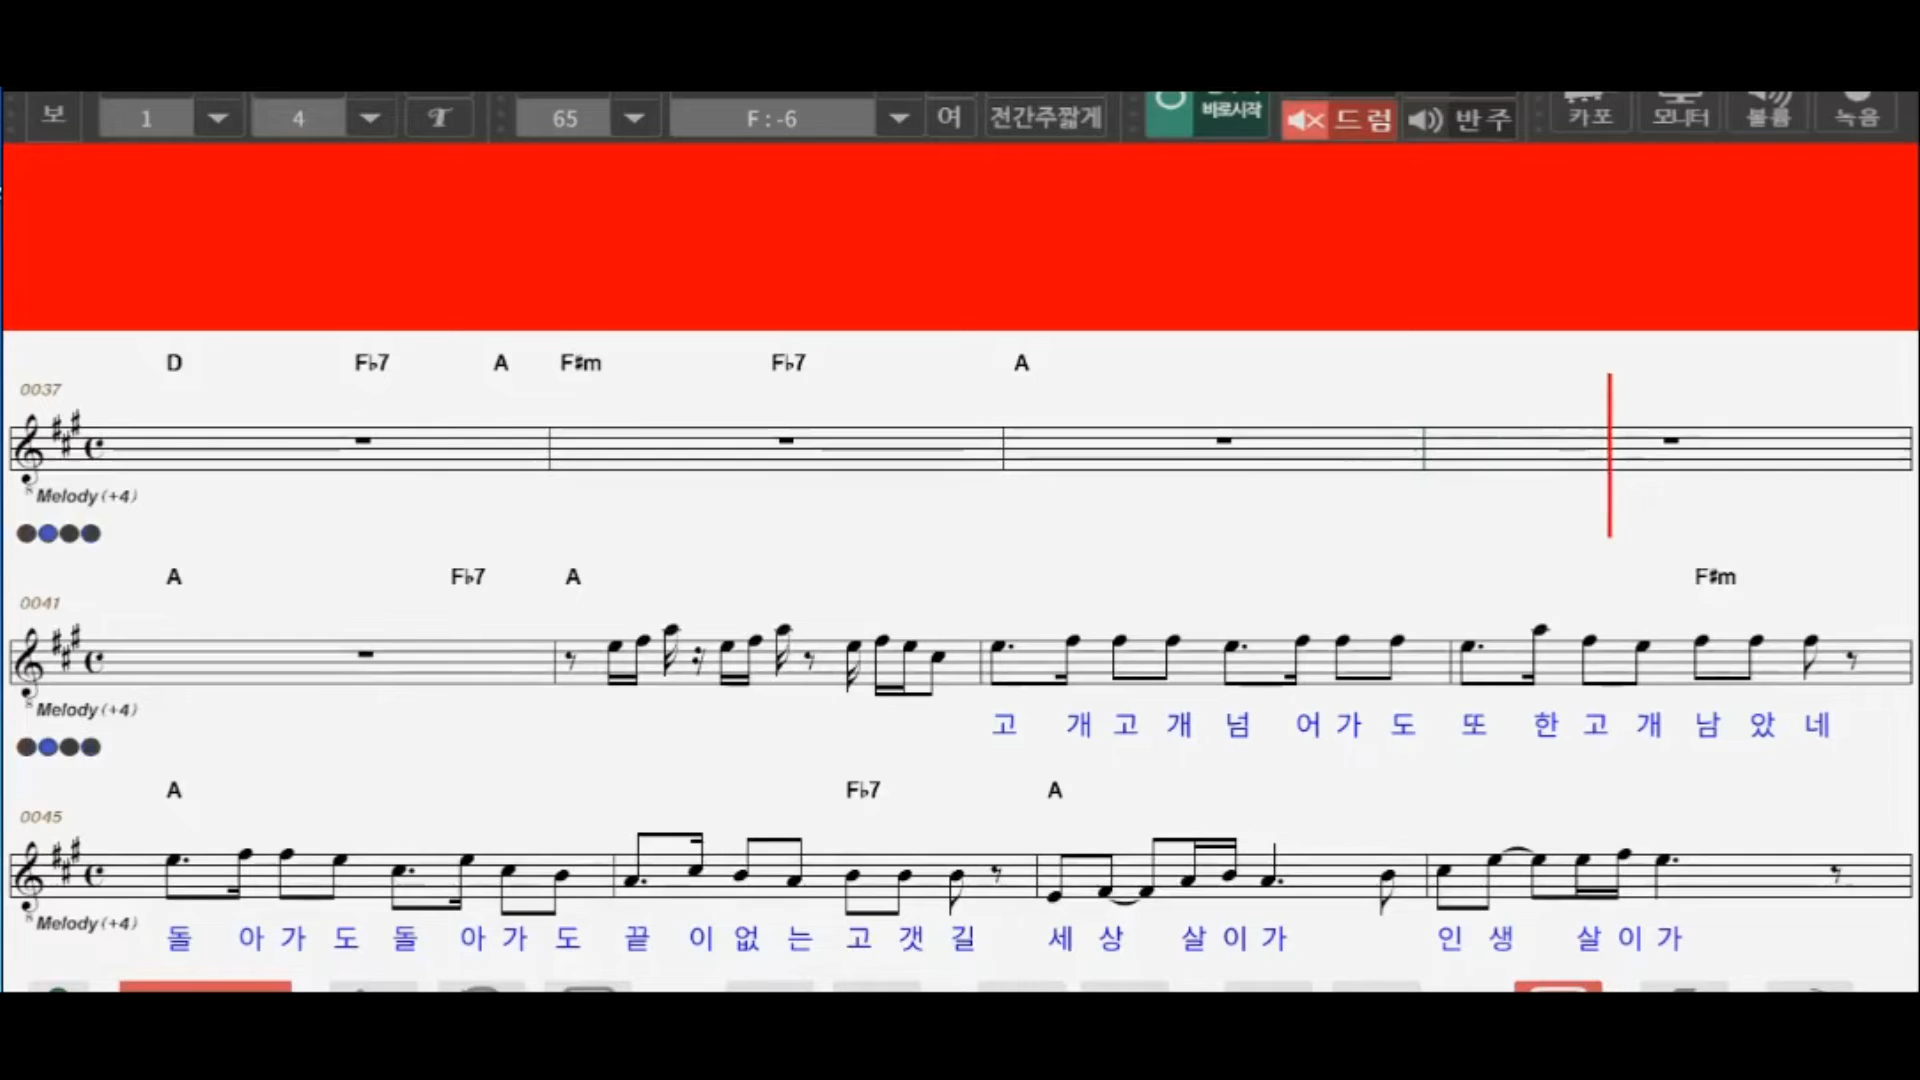 보 1 4 T 65 F:-6 여 전간주짧게 바로시작 드럼 반주 카포 모니터 볼륨 녹음
D F♭7 A F♯m F♭7 A
0037
Melody (+4)
A F♭7 A F♯m
0041
Melody (+4)
고 개 고 개 넘 어 가 도 또 한 고 개 남 았 네
A F♭7 A
0045
Melody (+4)
돌 아 가 도 돌 아 가 도 끝 이 없 는 고 갯 길 세 상 살 이 가 인 생 살 이 가